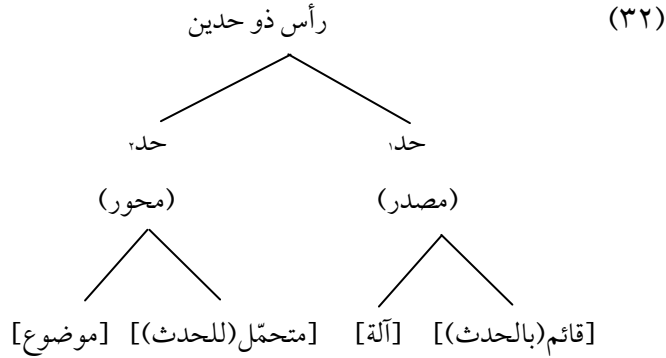 (٣٢) رأس ذو حدين
حد١ حد٢
(مصدر) (محور)
[قائم(بالحدث)] [آلة] [متحمّل(للحدث)] [موضوع]